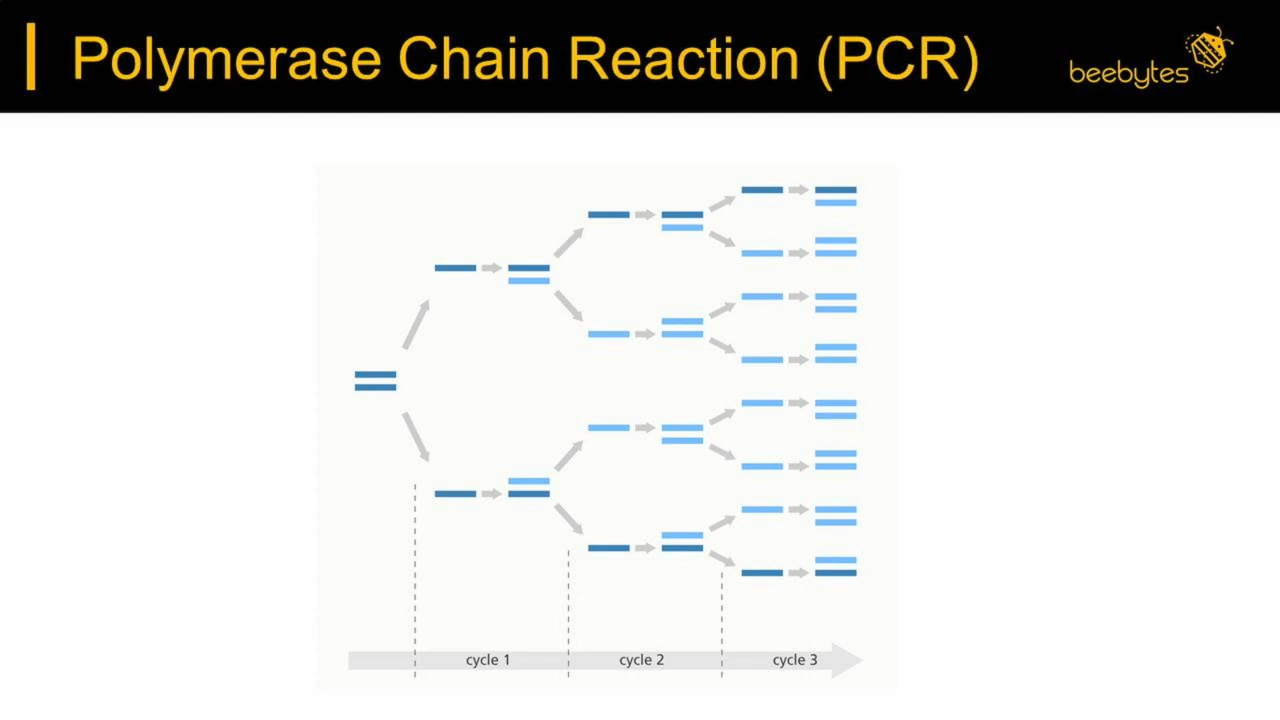 Polymerase Chain Reaction (PCR)
beebytes
cycle 1
cycle 2
cycle 3